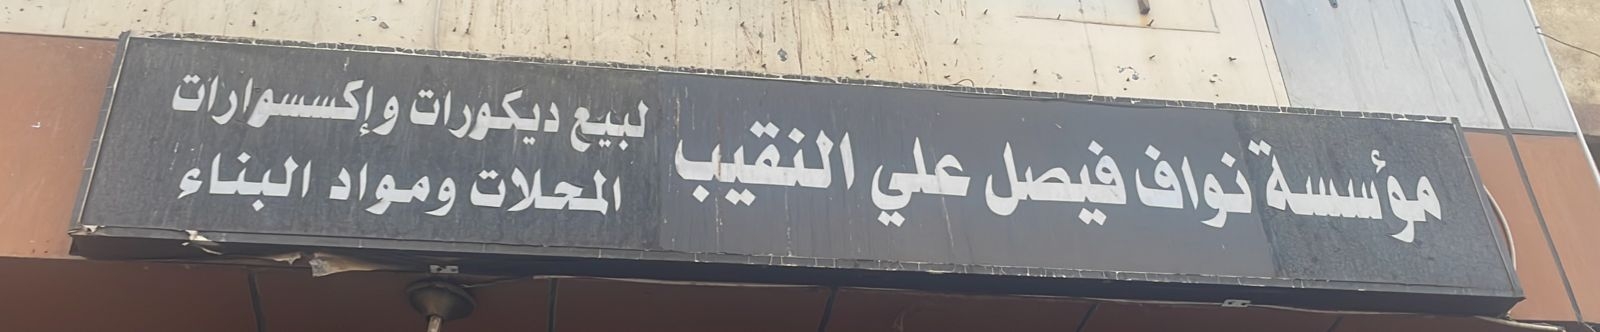 مؤسسة نواف فيصل علي النقيب
لبيع ديكورات وإكسسوارات
المحلات ومواد البناء